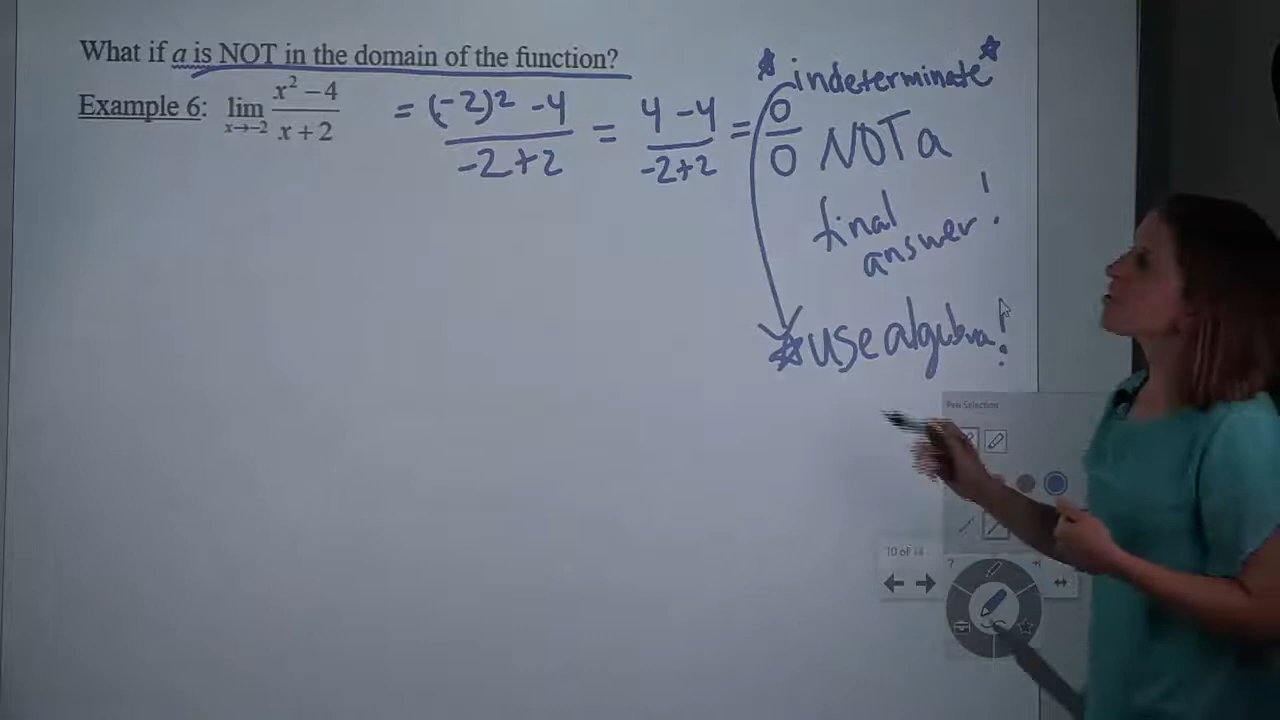 What if a is NOT in the domain of the function?
Example 6: lim x→-2 x² − 4 / x + 2 = (-2)² - 4 / -2 + 2 = 4 - 4 / -2 + 2 = 0 / 0
* indeterminate *
NOT a
final
answer!
* use algebra!
Pen Selection
10 of 14